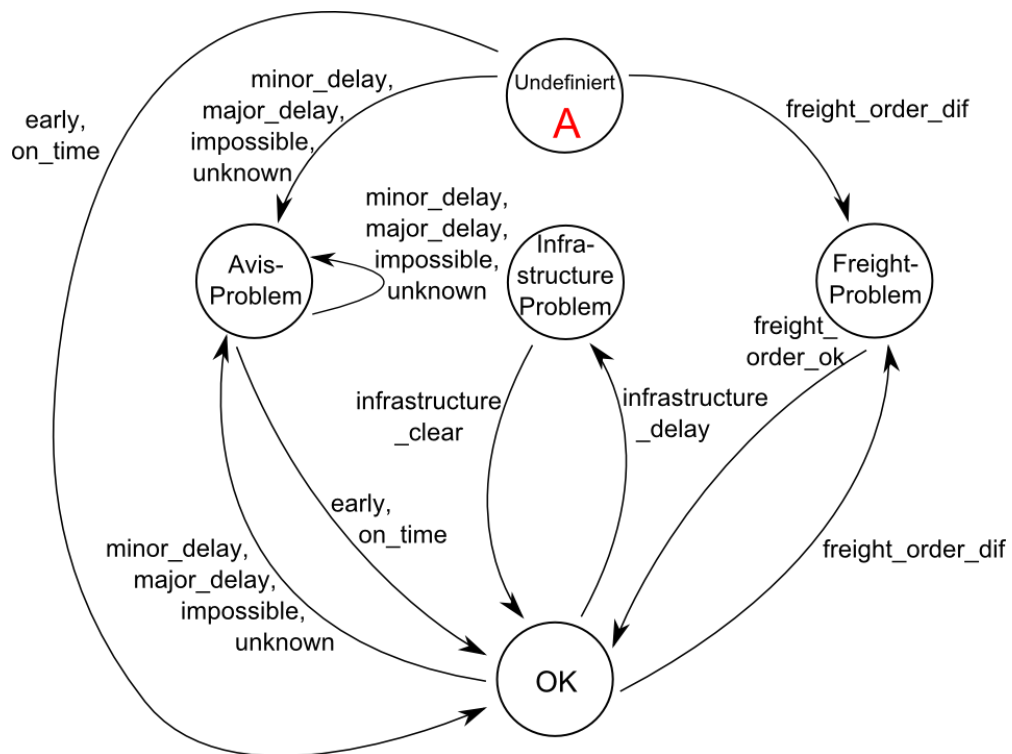 Undefiniert
A
minor_delay,
major_delay,
impossible,
unknown
early,
on_time
freight_order_dif
minor_delay,
major_delay,
impossible,
unknown
Avis-
Problem
Infra-
structure
Problem
Freight-
Problem
freight_
order_ok
infrastructure
_clear
infrastructure
_delay
early,
on_time
minor_delay,
major_delay,
impossible,
unknown
freight_order_dif
OK